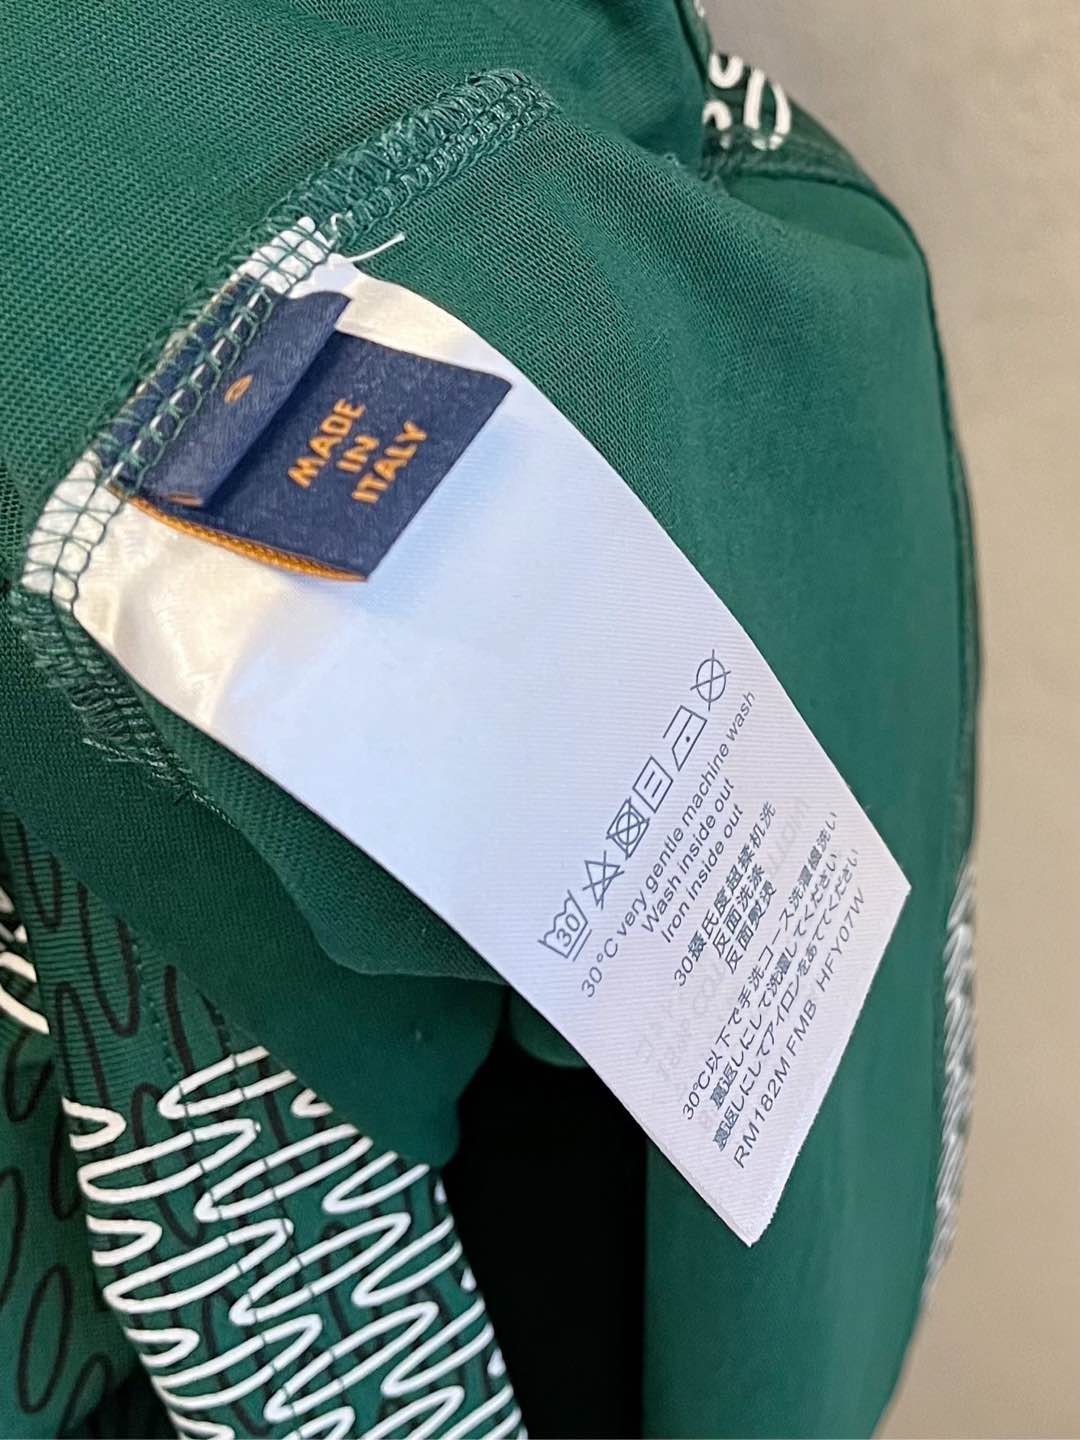 MADE
IN
ITALY
30
30°C very gentle machine wash
Wash inside out
Iron inside out
30攝氏度超揉机洗
反面洗涤
反面熨烫
30℃以下で手洗コース洗濯機洗い
裏返しにして洗濯してください
裏返しにしてアイロンをあててください
RM182M FMB HFY07W